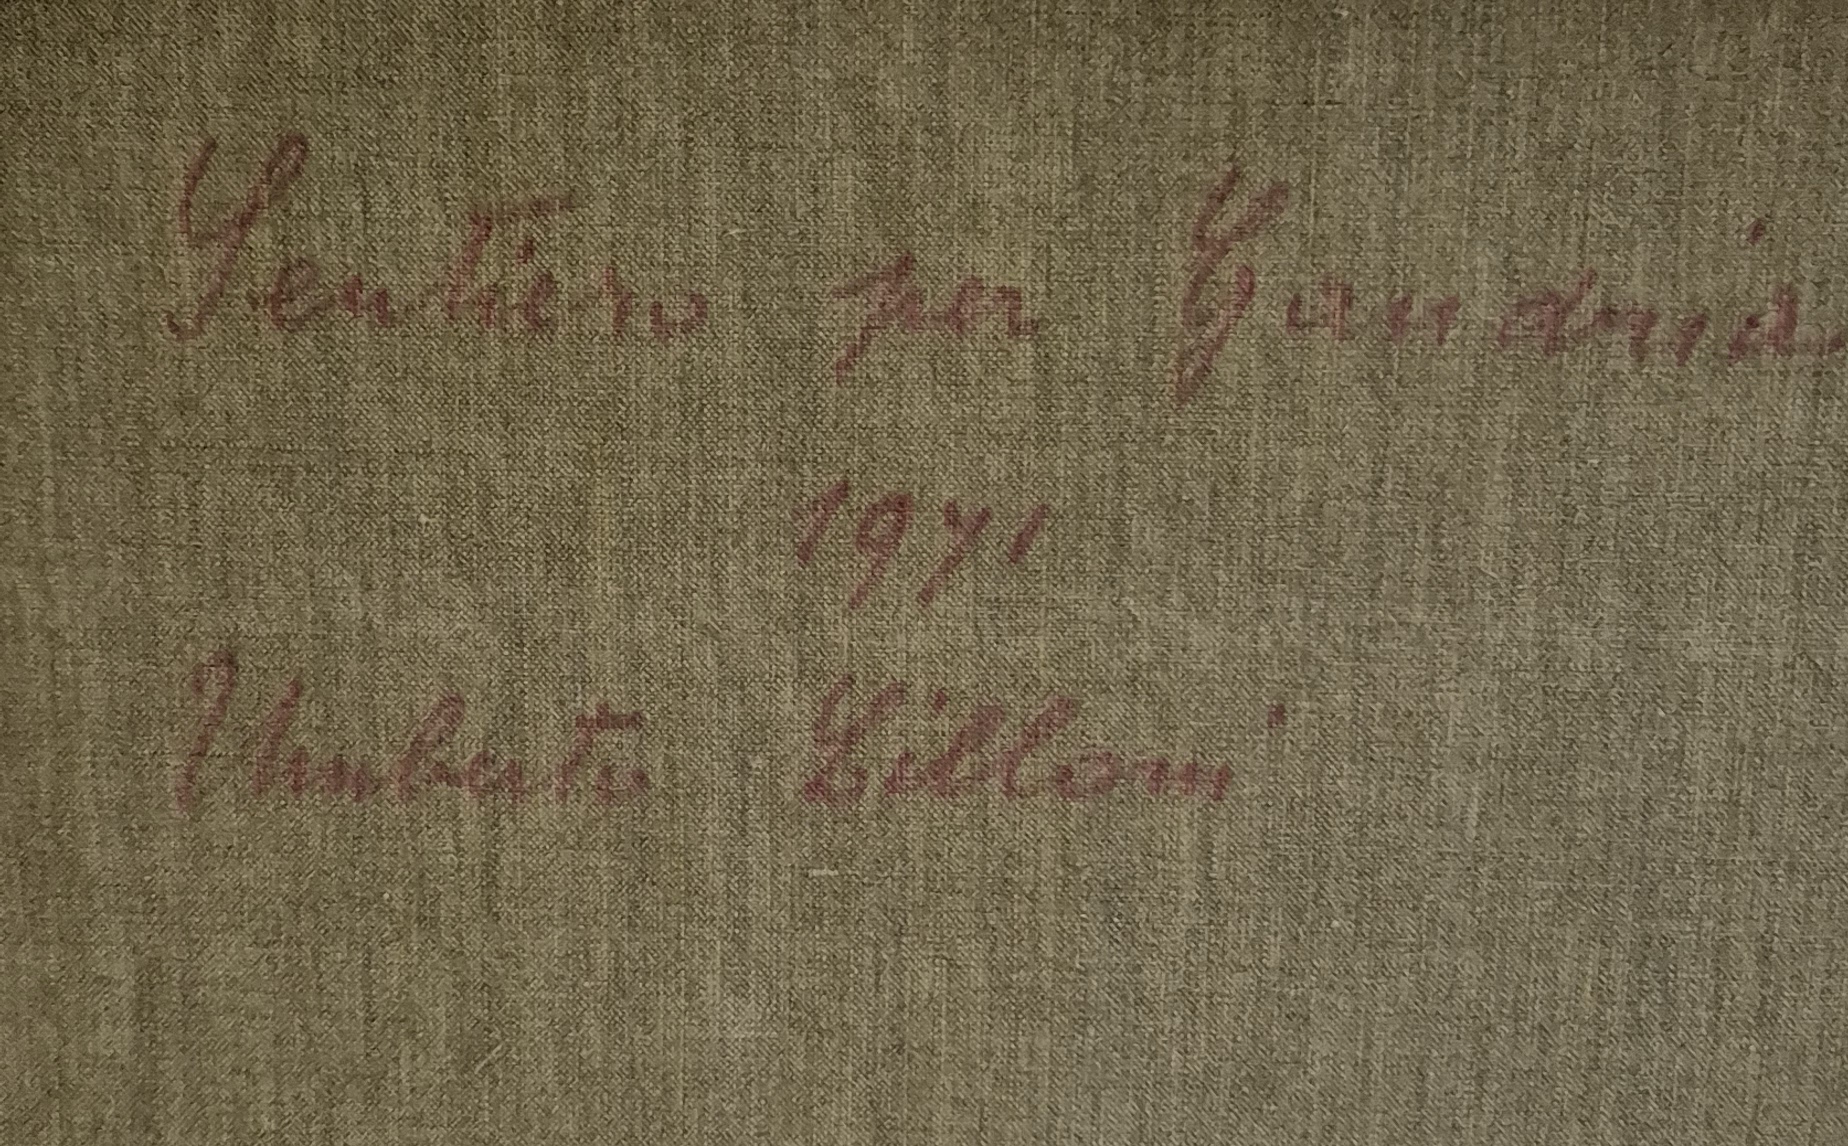 Sentiero per Gandria
1971
Umberto Lilloni